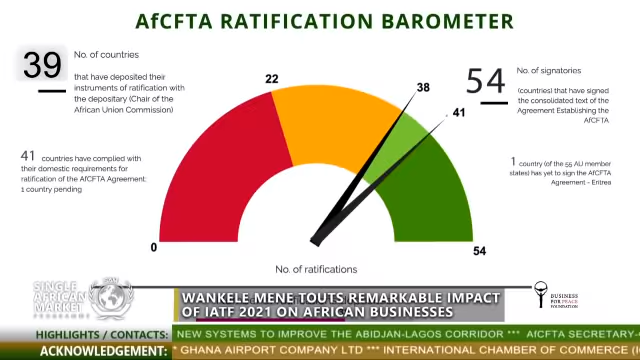 AfCFTA RATIFICATION BAROMETER
39
No. of countries
that have deposited their
instruments of ratification with
the depositary (Chair of the
African Union Commission)
41 countries have complied with
their domestic requirements for
ratification of the AfCFTA Agreement:
1 country pending
0
22
38
41
54
No. of ratifications
54
No. of signatories
(countries) that have signed
the consolidated text of the
Agreement Establishing the
AfCFTA
1 country (of the 55 AU member
states) has yet to sign the AfCFTA
Agreement - Eritrea
SINGLE
AFRICAN
MARKET
PROGRAMME
WANKELE MENE TOUTS REMARKABLE IMPACT
OF IATF 2021 ON AFRICAN BUSINESSES
BUSINESS
FOR PEACE
FOUNDATION
HIGHLIGHTS / CONTACTS: NEW SYSTEMS TO IMPROVE THE ABIDJAN-LAGOS CORRIDOR *** AfCFTA SECRETARY-
ACKNOWLEDGEMENT: * GHANA AIRPORT COMPANY LTD *** INTERNATIONAL CHAMBER OF COMMERCE (